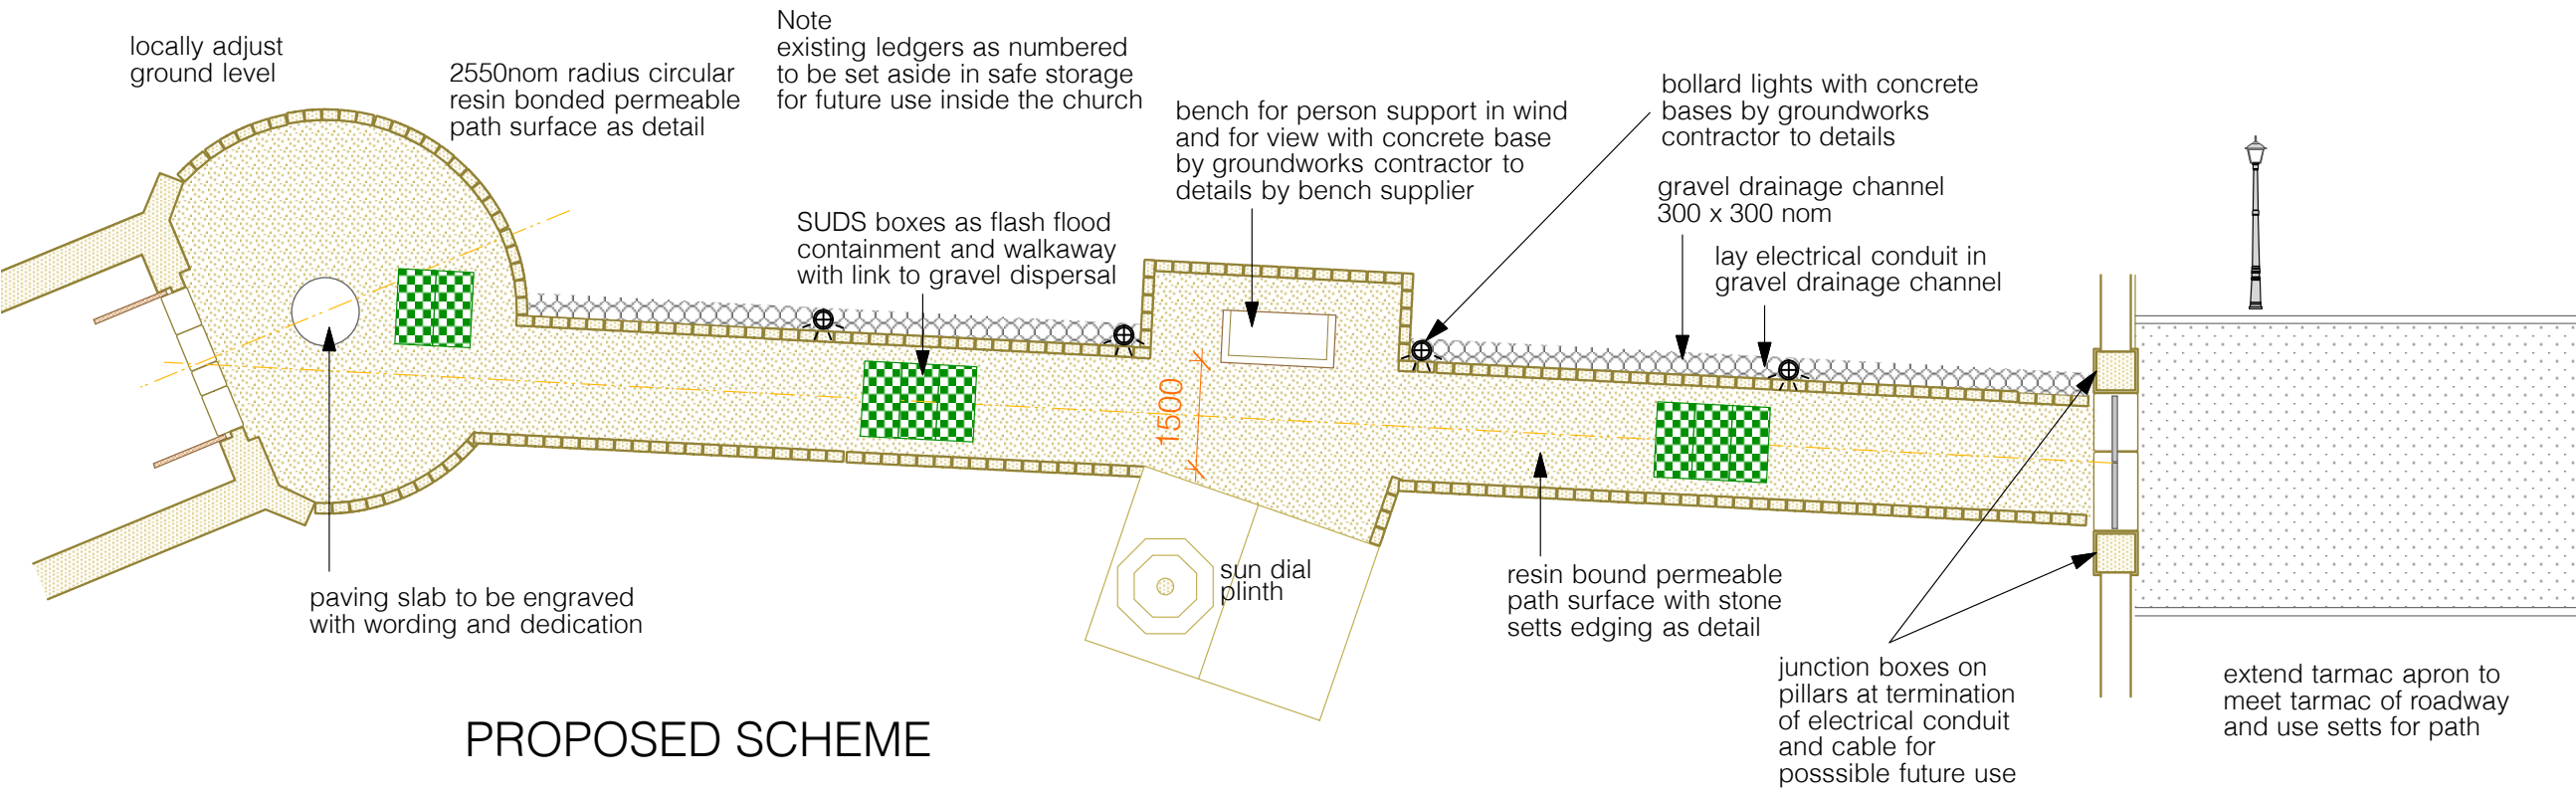 locally adjust
ground level
2550nom radius circular
resin bonded permeable
path surface as detail
Note
existing ledgers as numbered
to be set aside in safe storage
for future use inside the church
bench for person support in wind
and for view with concrete base
by groundworks contractor to
details by bench supplier
bollard lights with concrete
bases by groundworks
contractor to details
gravel drainage channel
300 x 300 nom
lay electrical conduit in
gravel drainage channel
SUDS boxes as flash flood
containment and walkaway
with link to gravel dispersal
1500
paving slab to be engraved
with wording and dedication
sun dial
plinth
resin bound permeable
path surface with stone
setts edging as detail
junction boxes on
pillars at termination
of electrical conduit
and cable for
posssible future use
extend tarmac apron to
meet tarmac of roadway
and use setts for path
PROPOSED SCHEME